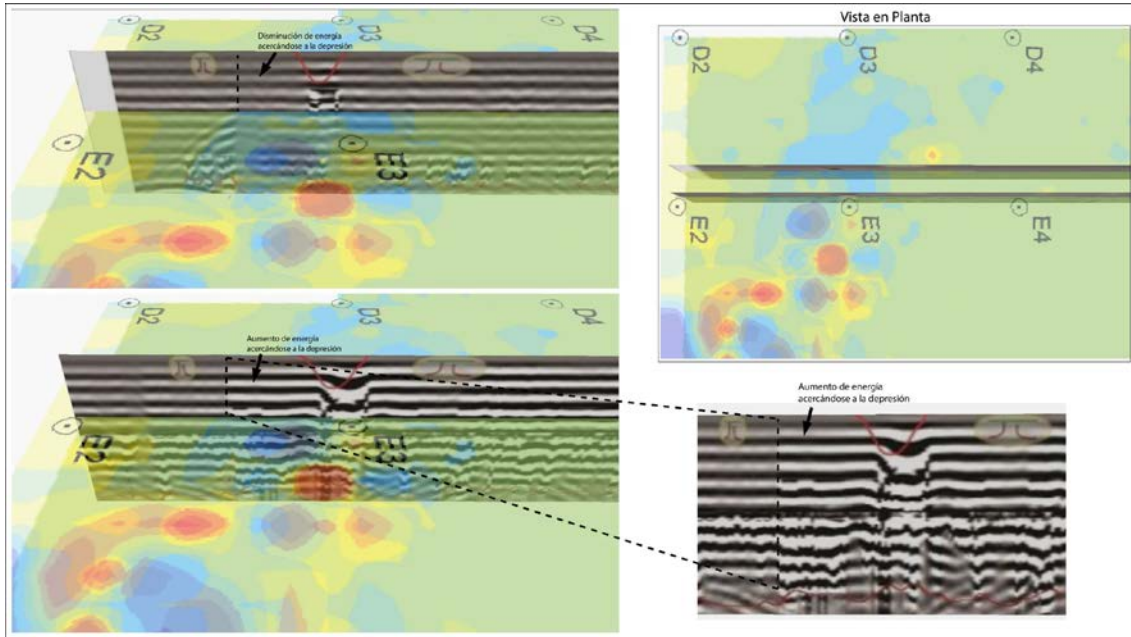 D2
D3
D4
Disminución de energía
acercándose a la depresión
E2
E3
Vista en Planta
D2
D3
D4
E2
E3
E4
D2
D3
D4
Aumento de energía
acercándose a la depresión
E2
E3
Aumento de energía
acercándose a la depresión